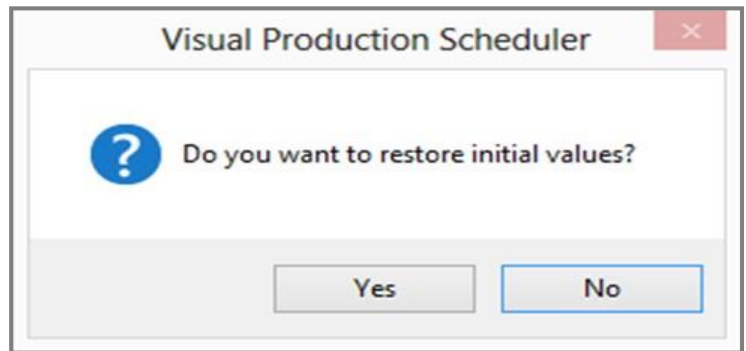 Visual Production Scheduler
Do you want to restore initial values?
Yes
No